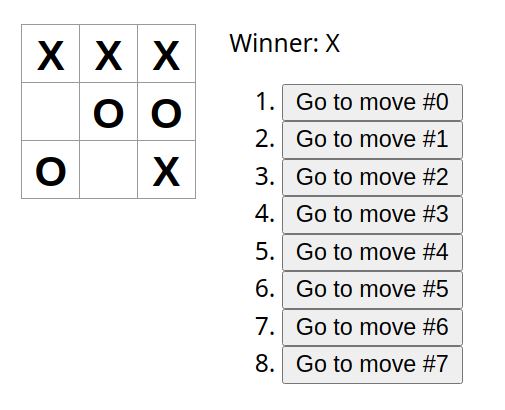 X X X
O O
O X
Winner: X
1. Go to move #0
2. Go to move #1
3. Go to move #2
4. Go to move #3
5. Go to move #4
6. Go to move #5
7. Go to move #6
8. Go to move #7